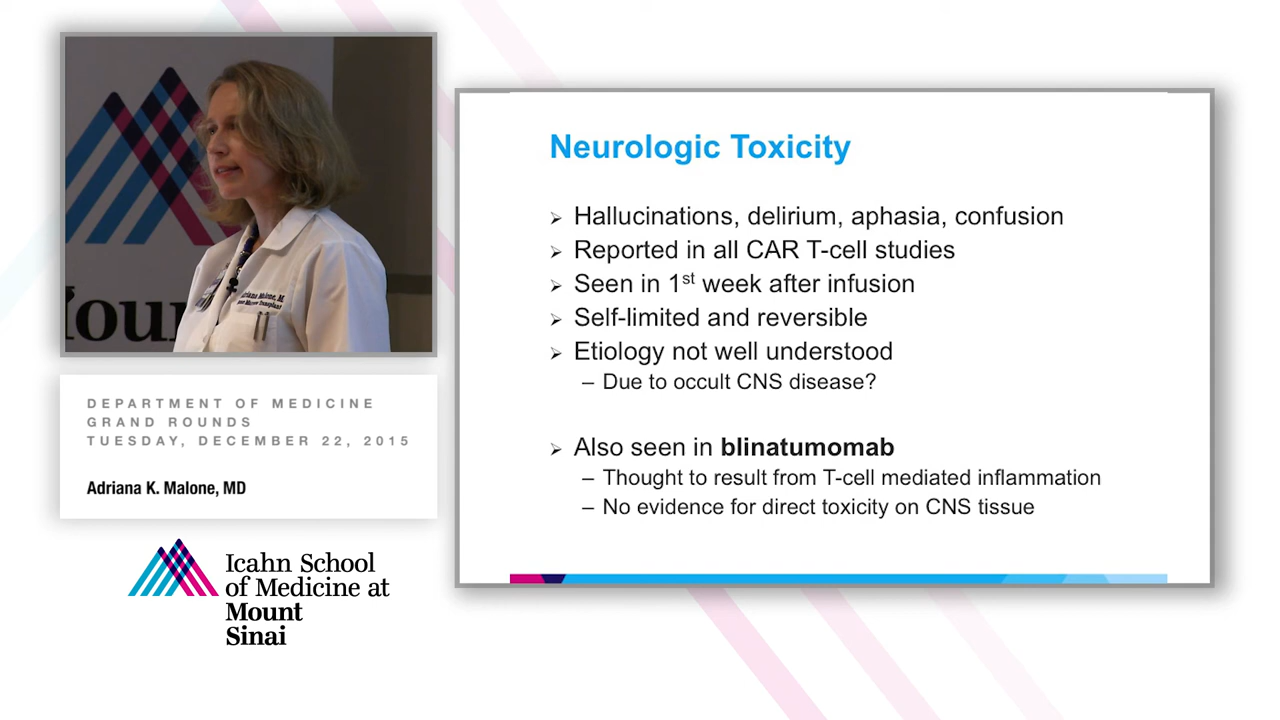 Adriana Malone, M.
DEPARTMENT OF MEDICINE
GRAND ROUNDS
TUESDAY, DECEMBER 22, 2015
Adriana K. Malone, MD
Icahn School
of Medicine at
Mount
Sinai
Neurologic Toxicity
➢ Hallucinations, delirium, aphasia, confusion
➢ Reported in all CAR T-cell studies
➢ Seen in 1st week after infusion
➢ Self-limited and reversible
➢ Etiology not well understood
– Due to occult CNS disease?
➢ Also seen in blinatumomab
– Thought to result from T-cell mediated inflammation
– No evidence for direct toxicity on CNS tissue